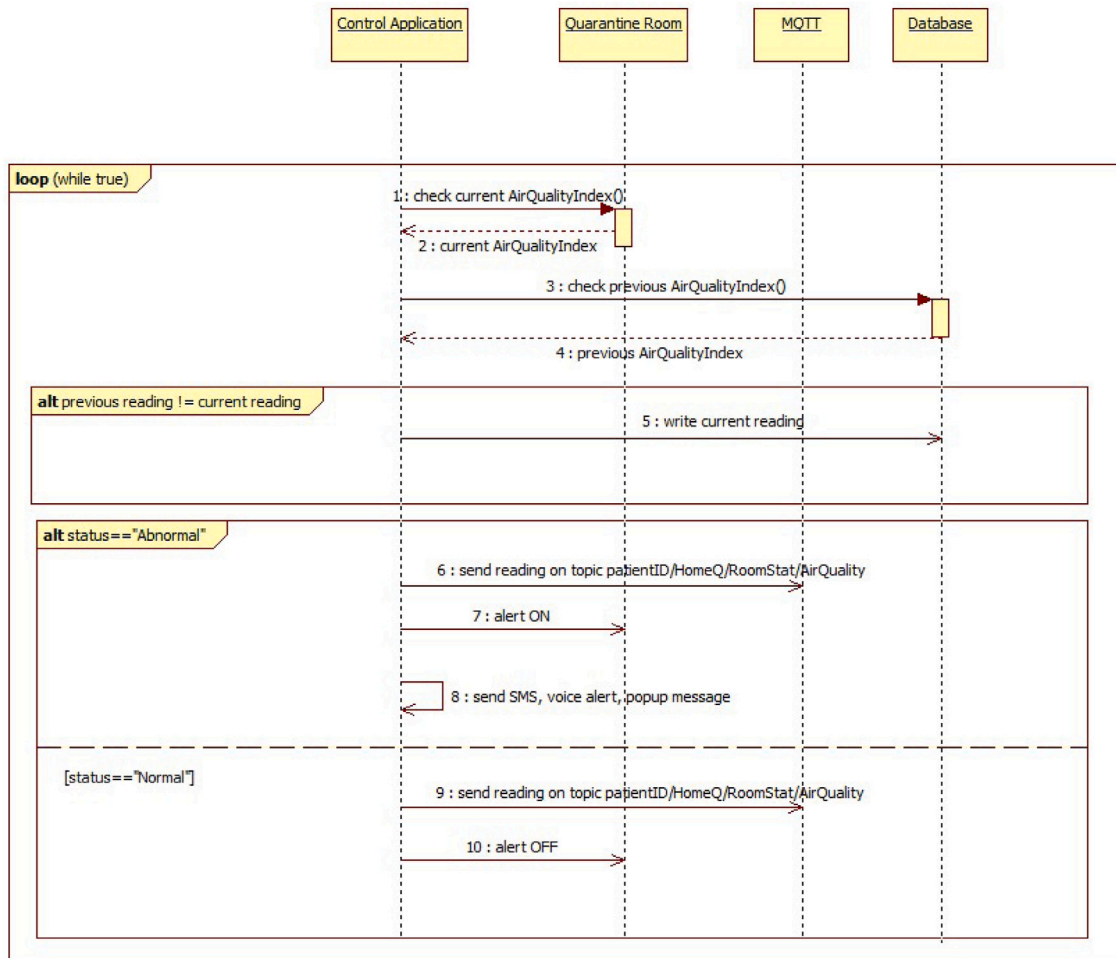 Control Application
Quarantine Room
MQTT
Database
loop (while true)
1 : check current AirQualityIndex()
2 : current AirQualityIndex
3 : check previous AirQualityIndex()
4 : previous AirQualityIndex
alt previous reading != current reading
5 : write current reading
alt status=="Abnormal"
6 : send reading on topic patientID/HomeQ/RoomStat/AirQuality
7 : alert ON
8 : send SMS, voice alert, popup message
[status=="Normal"]
9 : send reading on topic patientID/HomeQ/RoomStat/AirQuality
10 : alert OFF